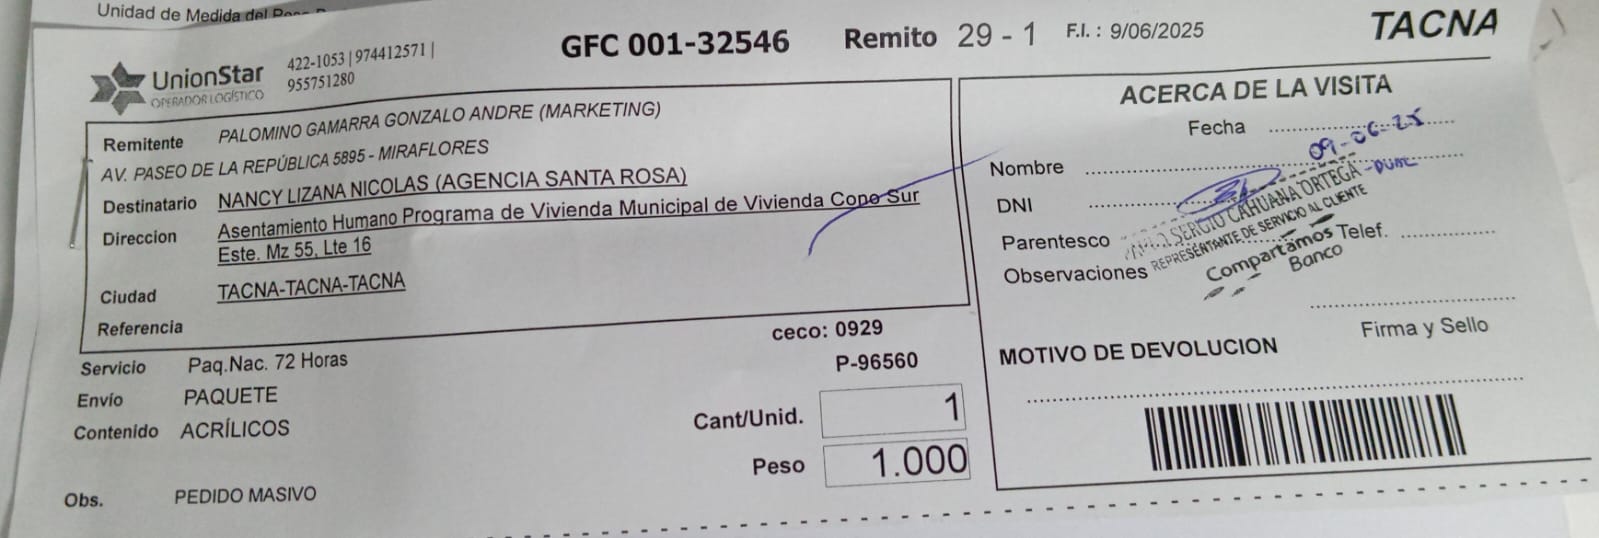 Unidad de Medida del Peso
UnionStar
OPERADOR LOGÍSTICO
422-1053 | 974412571 |
955751280
GFC 001-32546 Remito 29 - 1 F.I. : 9/06/2025 TACNA
Remitente PALOMINO GAMARRA GONZALO ANDRE (MARKETING)
AV. PASEO DE LA REPÚBLICA 5895 - MIRAFLORES
Destinatario NANCY LIZANA NICOLAS (AGENCIA SANTA ROSA)
Direccion Asentamiento Humano Programa de Vivienda Municipal de Vivienda Cono Sur
Este. Mz 55, Lte 16
Ciudad TACNA-TACNA-TACNA
Referencia
ceco: 0929
Servicio Paq.Nac. 72 Horas
P-96560
Envío PAQUETE
Contenido ACRÍLICOS
Cant/Unid. 1
Peso 1.000
Obs. PEDIDO MASIVO
ACERCA DE LA VISITA
Fecha 09-06-25
Nombre
DNI
Parentesco
Telef.
Observaciones
SERGIO CAHUANA ORTEGA
REPRESENTANTE DE SERVICIO AL CLIENTE
Compartamos
Banco
Firma y Sello
MOTIVO DE DEVOLUCION